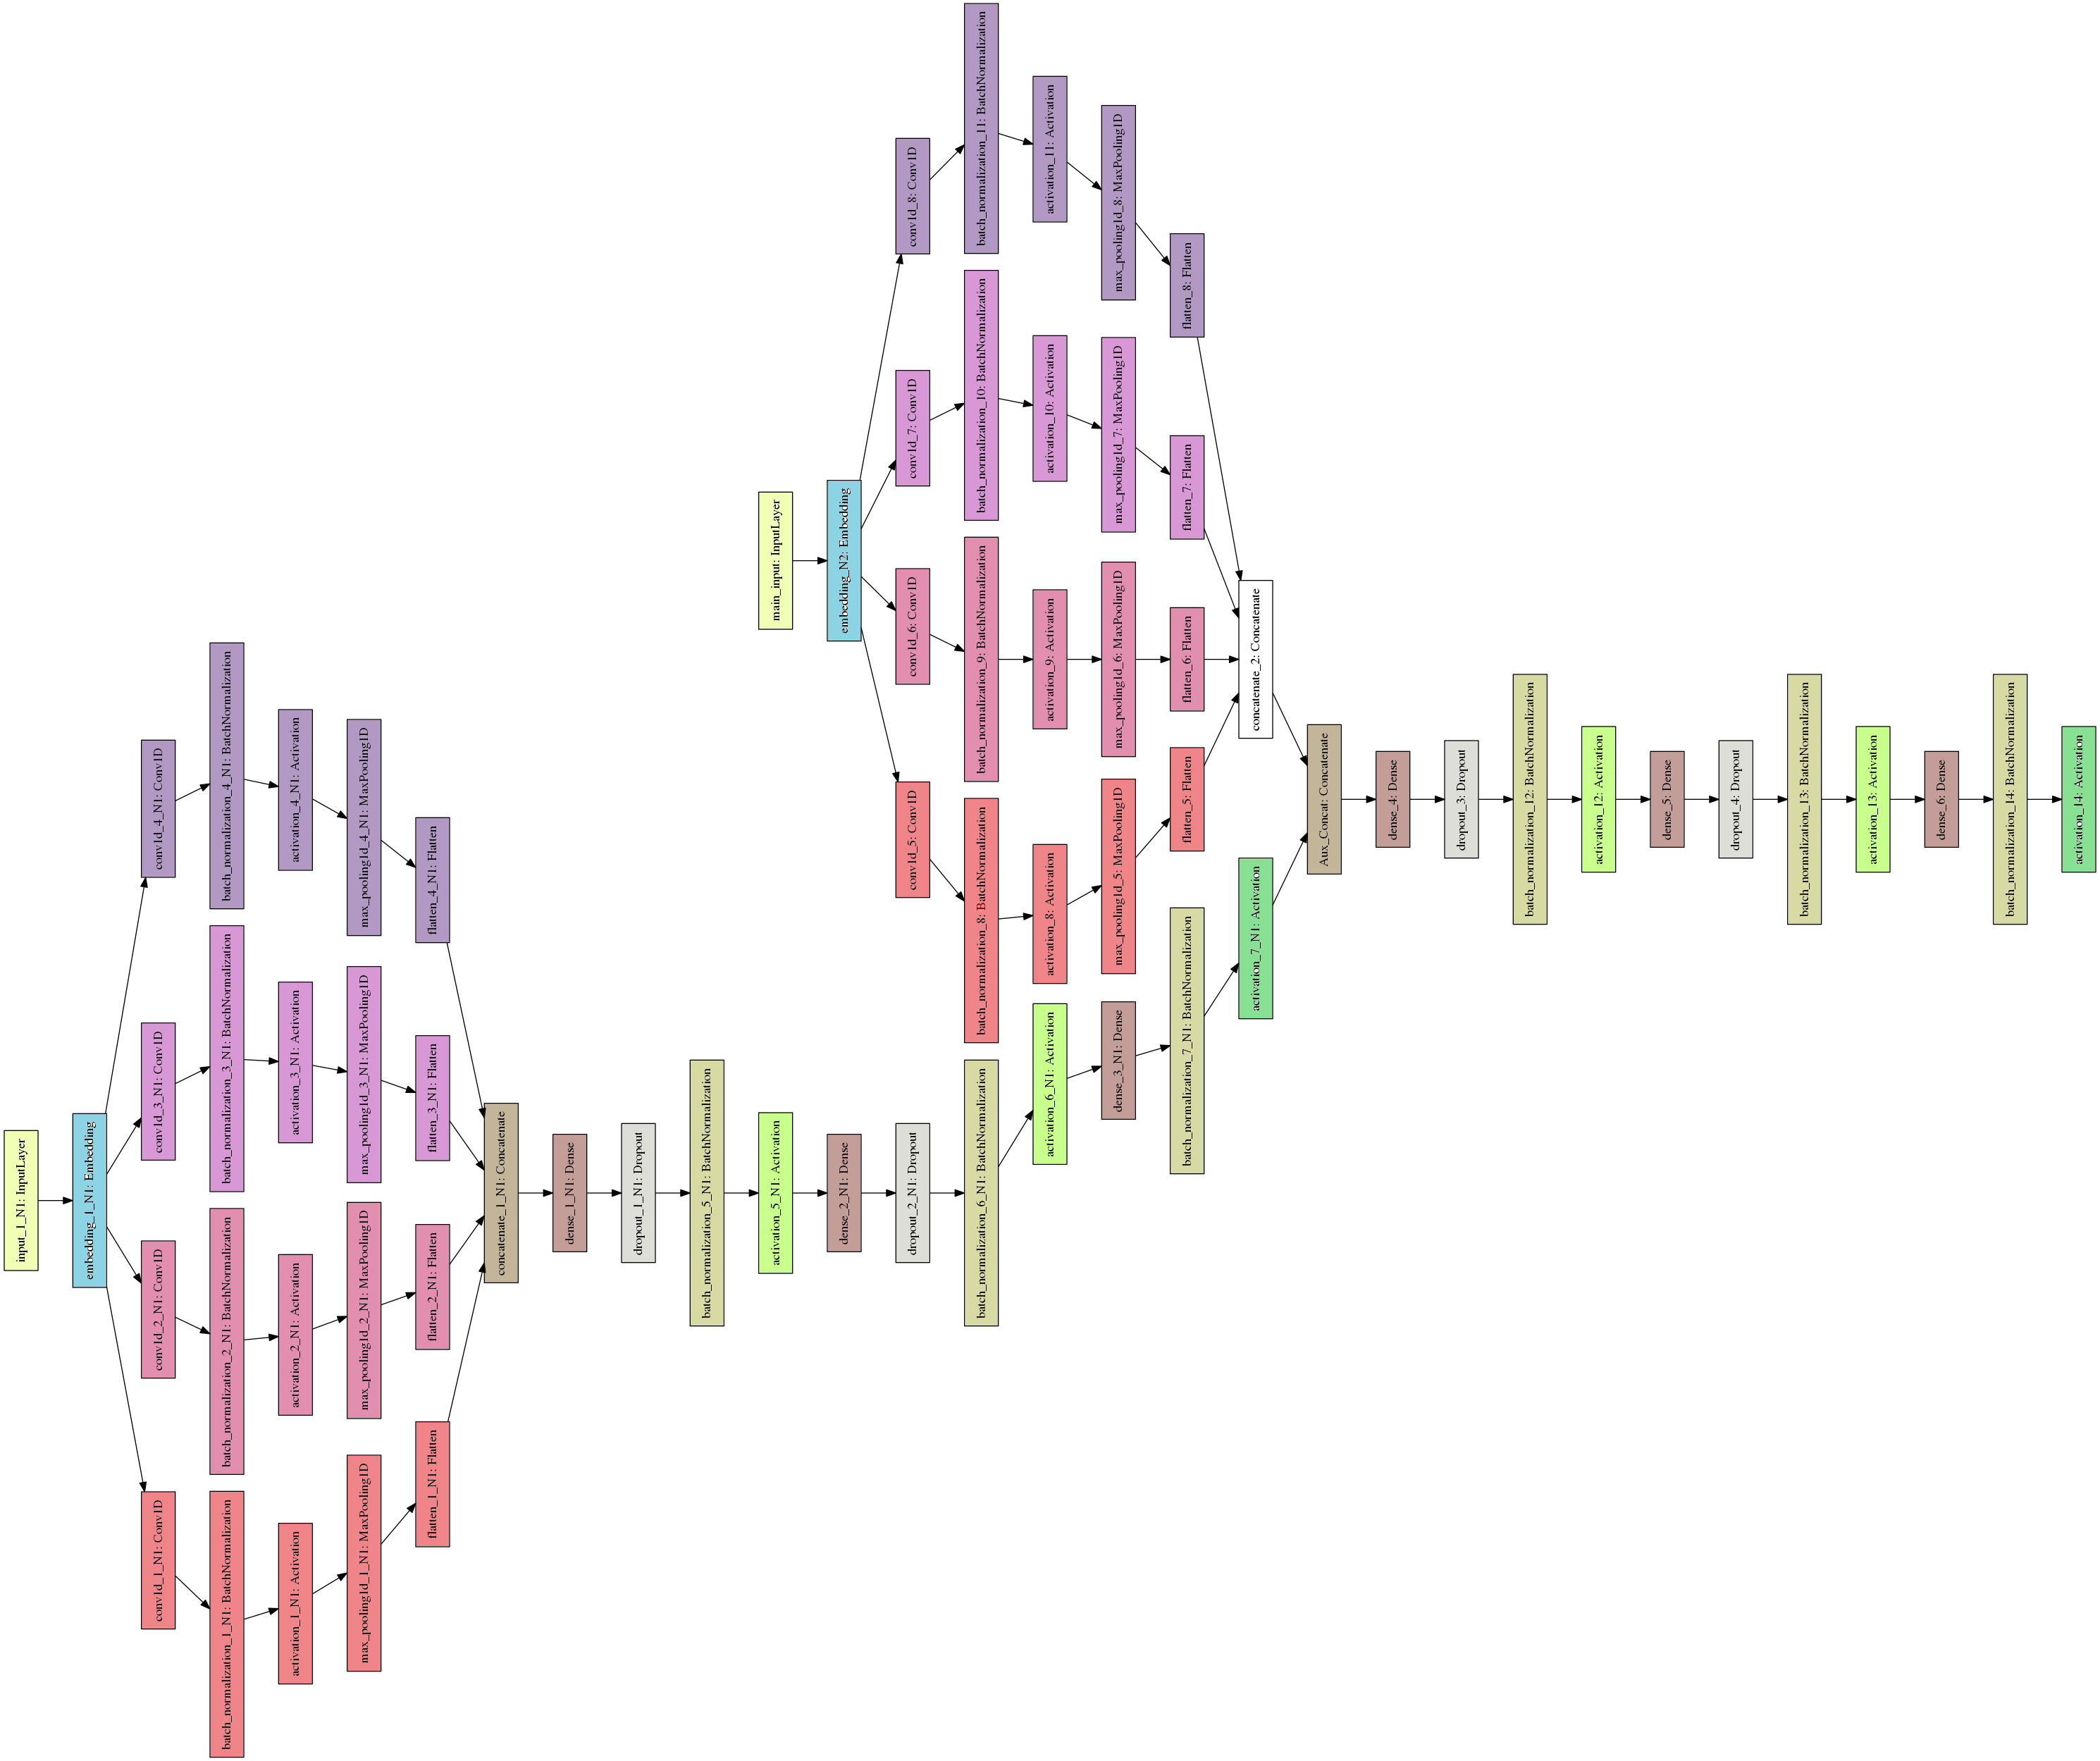 input_1_N1: InputLayer
embedding_1_N1: Embedding
conv1d_4_N1: Conv1D
conv1d_3_N1: Conv1D
conv1d_2_N1: Conv1D
conv1d_1_N1: Conv1D
batch_normalization_4_N1: BatchNormalization
batch_normalization_3_N1: BatchNormalization
batch_normalization_2_N1: BatchNormalization
batch_normalization_1_N1: BatchNormalization
activation_4_N1: Activation
activation_3_N1: Activation
activation_2_N1: Activation
activation_1_N1: Activation
max_pooling1d_4_N1: MaxPooling1D
max_pooling1d_3_N1: MaxPooling1D
max_pooling1d_2_N1: MaxPooling1D
max_pooling1d_1_N1: MaxPooling1D
flatten_4_N1: Flatten
flatten_3_N1: Flatten
flatten_2_N1: Flatten
flatten_1_N1: Flatten
concatenate_1_N1: Concatenate
dense_1_N1: Dense
dropout_1_N1: Dropout
batch_normalization_5_N1: BatchNormalization
main_input: InputLayer
activation_5_N1: Activation
embedding_N2: Embedding
dense_2_N1: Dense
conv1d_8: Conv1D
conv1d_7: Conv1D
conv1d_6: Conv1D
conv1d_5: Conv1D
dropout_2_N1: Dropout
batch_normalization_11: BatchNormalization
batch_normalization_10: BatchNormalization
batch_normalization_9: BatchNormalization
batch_normalization_8: BatchNormalization
batch_normalization_6_N1: BatchNormalization
activation_11: Activation
activation_10: Activation
activation_9: Activation
activation_8: Activation
activation_6_N1: Activation
max_pooling1d_8: MaxPooling1D
max_pooling1d_7: MaxPooling1D
max_pooling1d_6: MaxPooling1D
max_pooling1d_5: MaxPooling1D
dense_3_N1: Dense
flatten_8: Flatten
flatten_7: Flatten
flatten_6: Flatten
flatten_5: Flatten
batch_normalization_7_N1: BatchNormalization
concatenate_2: Concatenate
activation_7_N1: Activation
Aux_Concat: Concatenate
dense_4: Dense
dropout_3: Dropout
batch_normalization_12: BatchNormalization
activation_12: Activation
dense_5: Dense
dropout_4: Dropout
batch_normalization_13: BatchNormalization
activation_13: Activation
dense_6: Dense
batch_normalization_14: BatchNormalization
activation_14: Activation